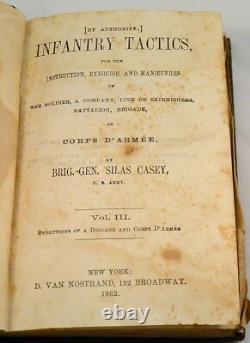 [BY AUTHORITY.]
INFANTRY TACTICS,
FOR THE
INSTRUCTION, EXERCISE, AND MANŒUVRES
OF
THE SOLDIER, A COMPANY, LINE OF SKIRMISHERS,
BATTALION, BRIGADE,
OR
CORPS D'ARMÉE.
BY
BRIG.-GEN. SILAS CASEY,
U. S. ARMY.
VOL. III.
EVOLUTIONS OF A BRIGADE AND CORPS D'ARMÉE
NEW YORK:
D. VAN NOSTRAND, 192 BROADWAY.
1862.
© 123foto